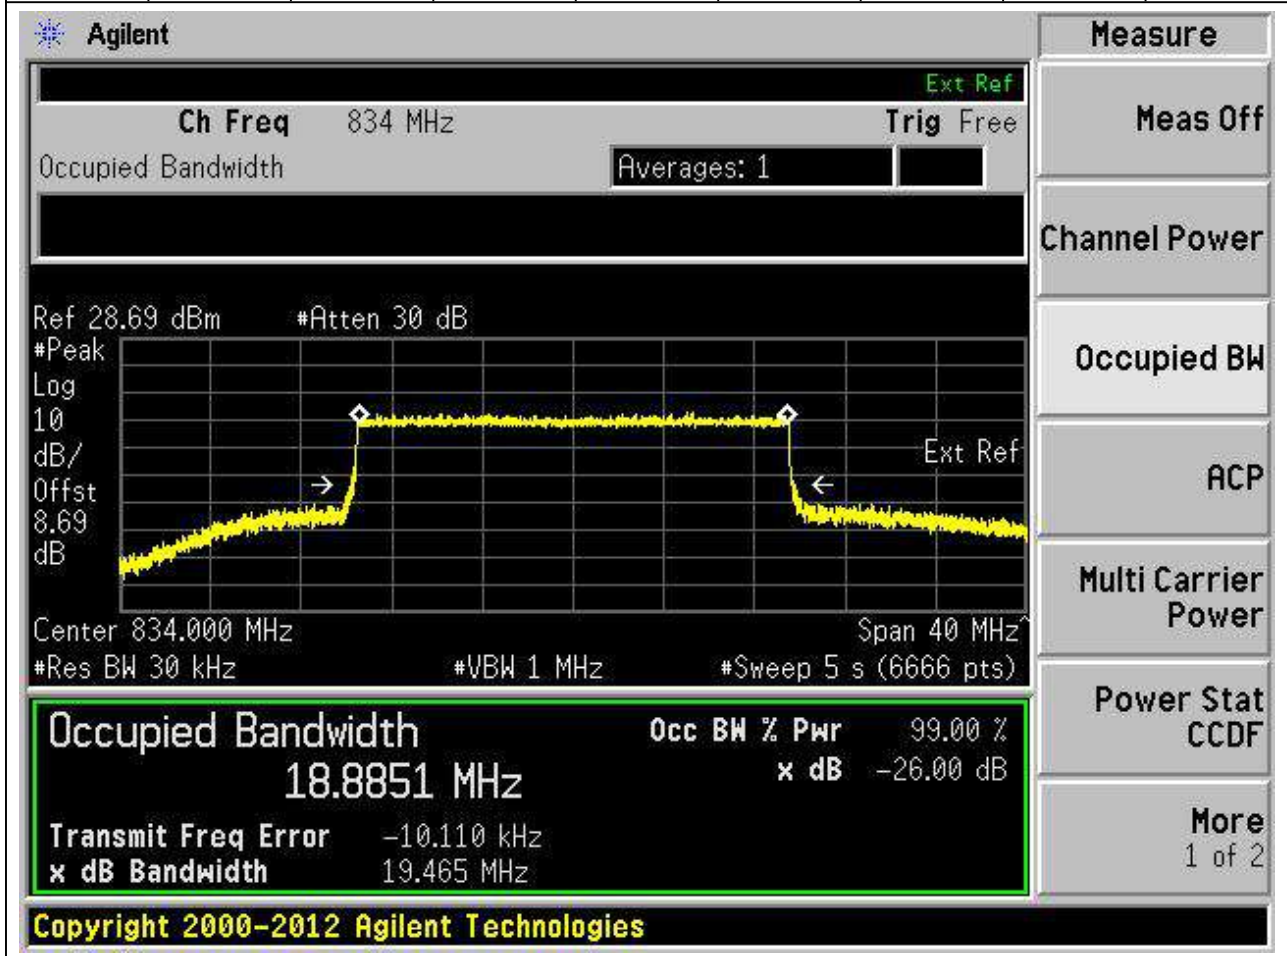 Agilent
Measure
Ext Ref
Ch Freq 834 MHz Trig Free
Meas Off
Occupied Bandwidth Averages: 1
Channel Power
Ref 28.69 dBm #Atten 30 dB
#Peak
Log
10
dB/
Offst
8.69
dB
Ext Ref
Occupied BW
ACP
Center 834.000 MHz Span 40 MHz^
#Res BW 30 kHz #VBW 1 MHz #Sweep 5 s (6666 pts)
Multi Carrier
Power
Occupied Bandwidth Occ BW % Pwr 99.00 %
18.8851 MHz x dB -26.00 dB
Power Stat
CCDF
Transmit Freq Error -10.110 kHz
x dB Bandwidth 19.465 MHz
More
1 of 2
Copyright 2000-2012 Agilent Technologies